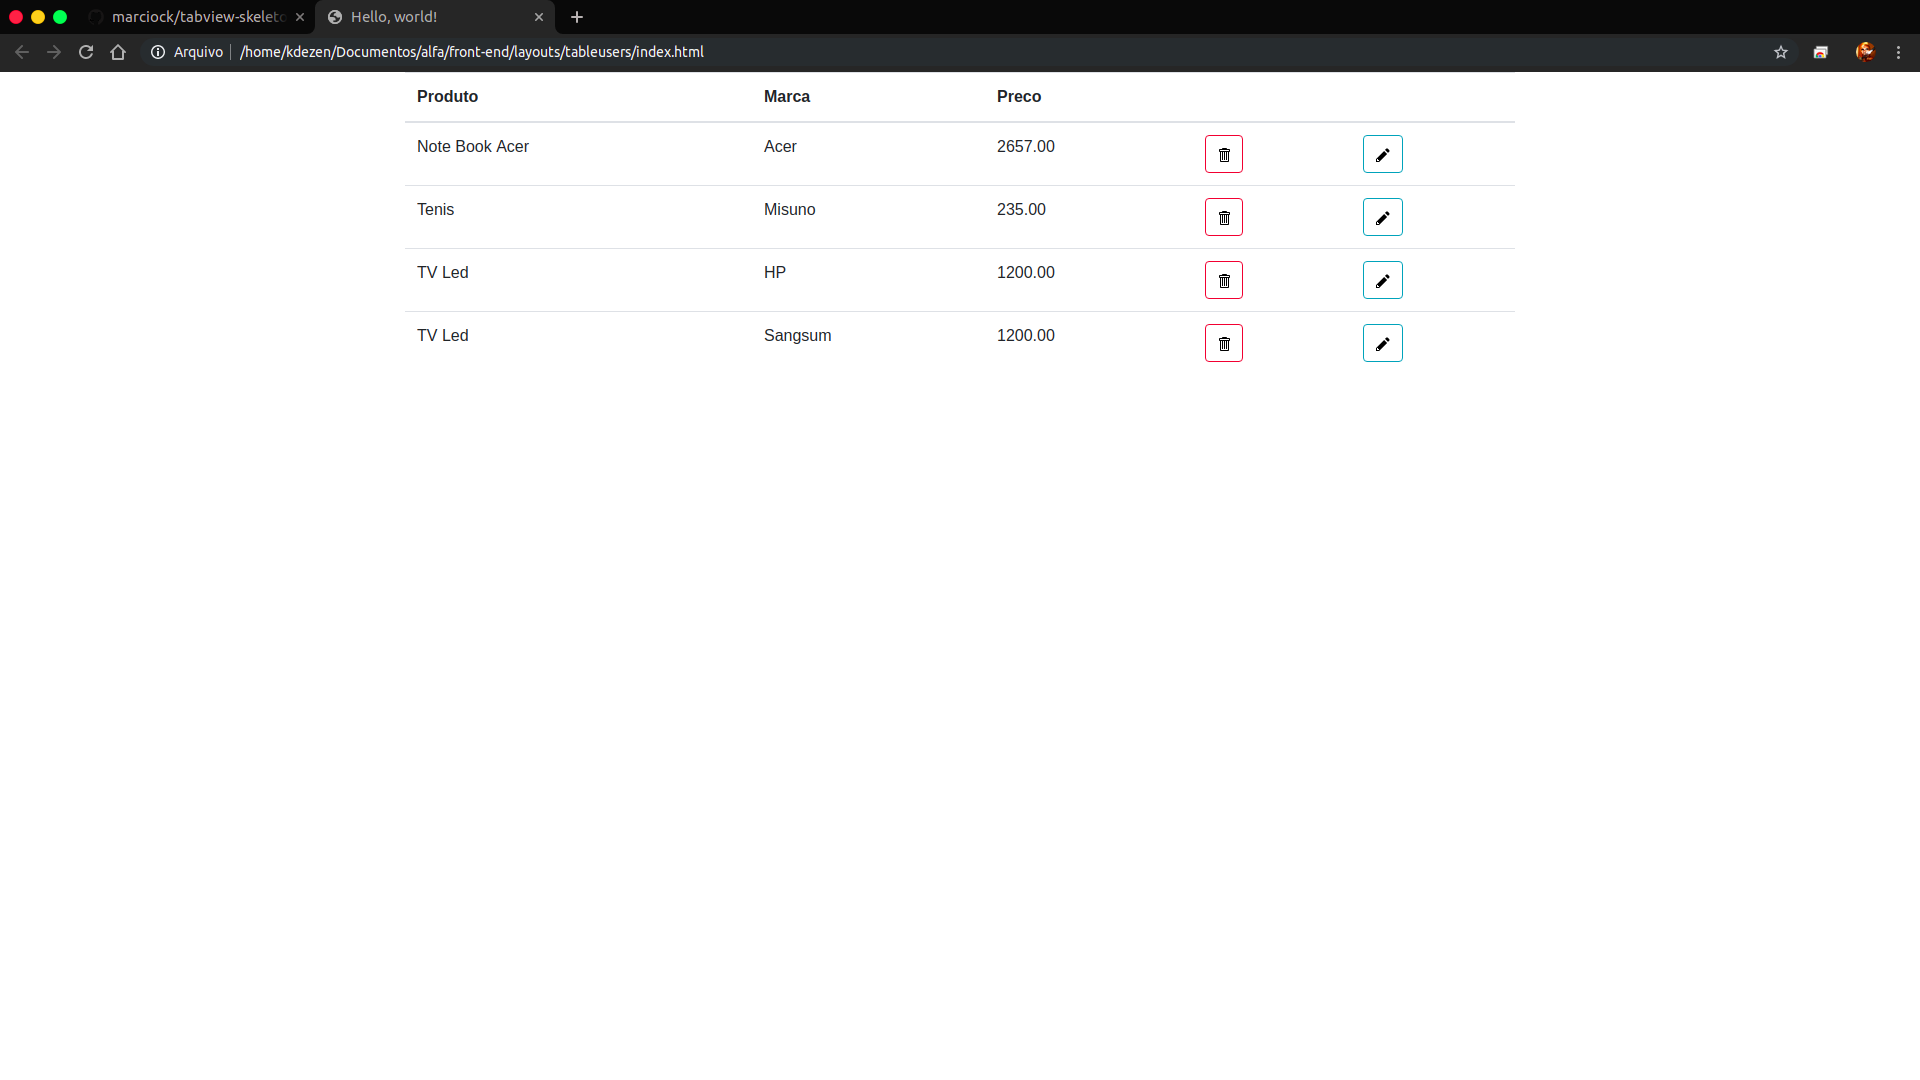 marciock/tabview-skeleto
Hello, world!
Arquivo
/home/kdezen/Documentos/alfa/front-end/layouts/tableusers/index.html
Produto Marca Preco
Note Book Acer Acer 2657.00
Tenis Misuno 235.00
TV Led HP 1200.00
TV Led Sangsum 1200.00